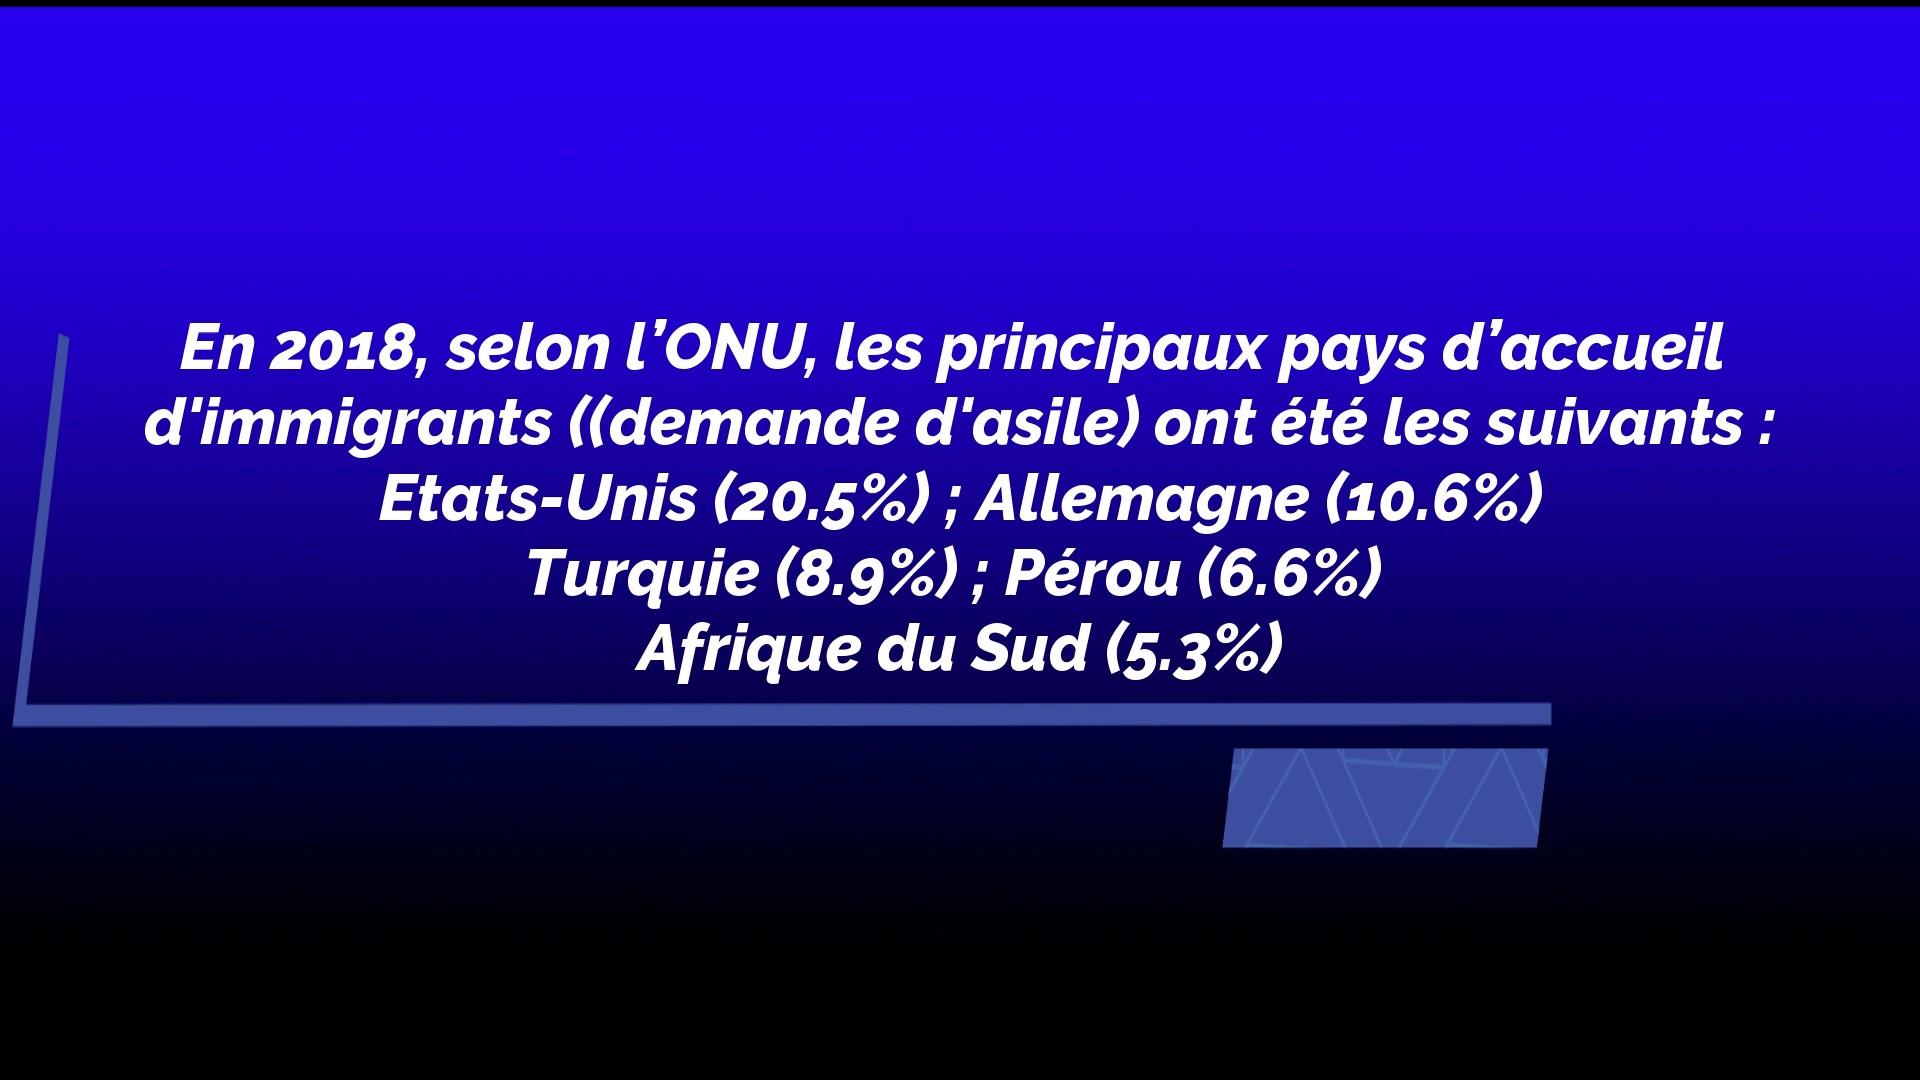 En 2018, selon l’ONU, les principaux pays d’accueil
d'immigrants ((demande d'asile) ont été les suivants :
Etats-Unis (20.5%) ; Allemagne (10.6%)
Turquie (8.9%) ; Pérou (6.6%)
Afrique du Sud (5.3%)